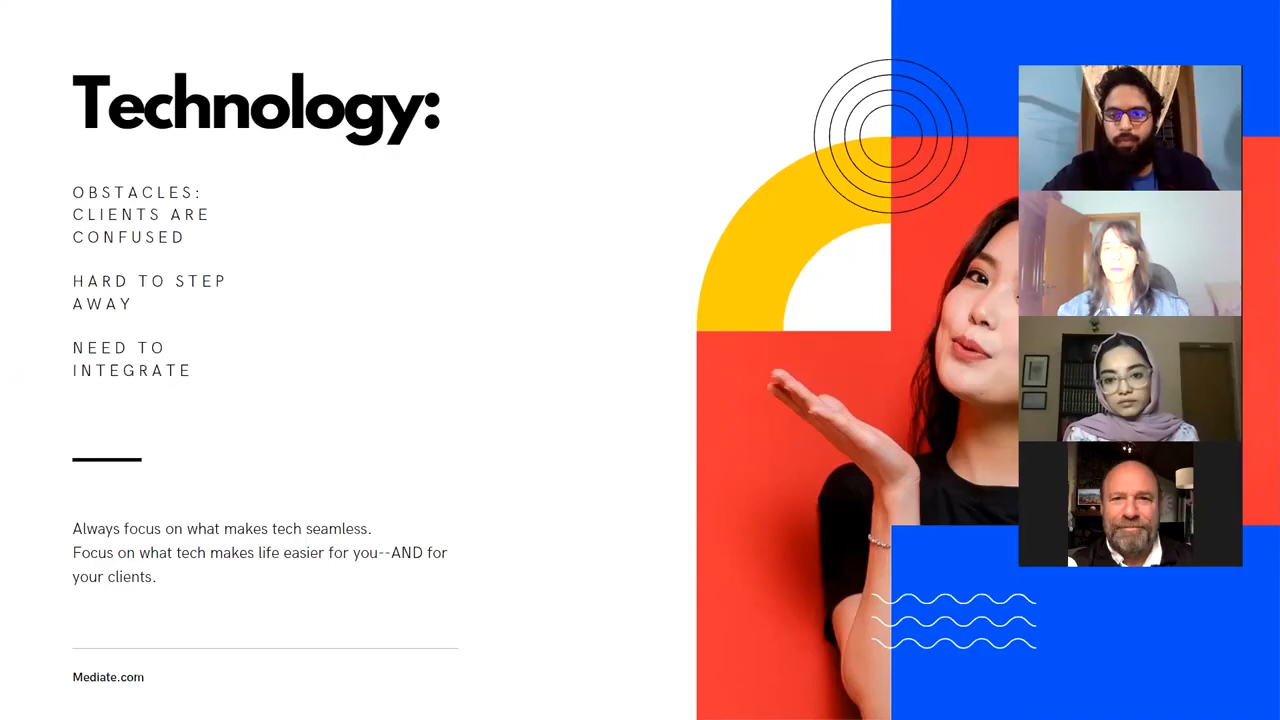 Technology:
OBSTACLES:
CLIENTS ARE
CONFUSED
HARD TO STEP
AWAY
NEED TO
INTEGRATE
Always focus on what makes tech seamless.
Focus on what tech makes life easier for you--AND for
your clients.
Mediate.com